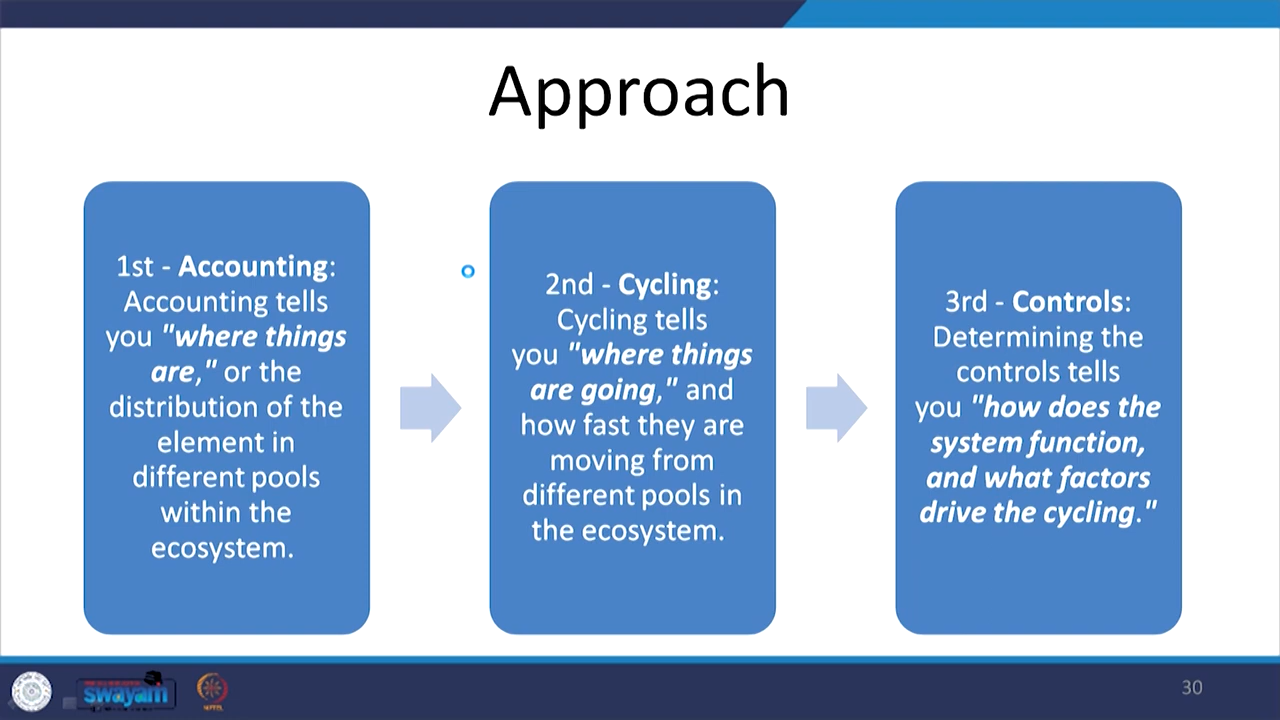 Approach
1st - Accounting:
Accounting tells
you "where things
are," or the
distribution of the
element in
different pools
within the
ecosystem.
2nd - Cycling:
Cycling tells
you "where things
are going," and
how fast they are
moving from
different pools in
the ecosystem.
3rd - Controls:
Determining the
controls tells
you "how does the
system function,
and what factors
drive the cycling."
swayam
30